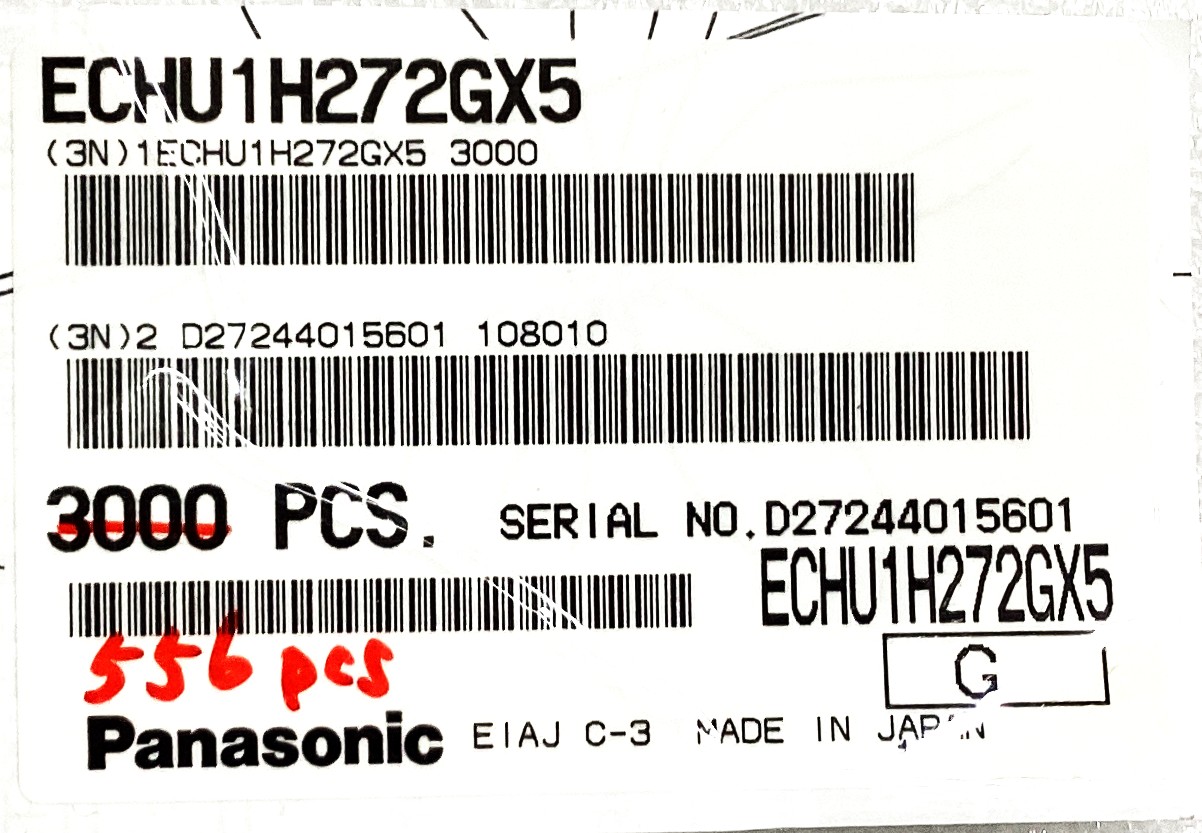 ECHU1H272GX5
(3N)1ECHU1H272GX5 3000
(3N)2 D27244015601 108010
3000 PCS. SERIAL NO.D27244015601
ECHU1H272GX5
556 pcs
G
Panasonic EIAJ C-3 MADE IN JAPAN